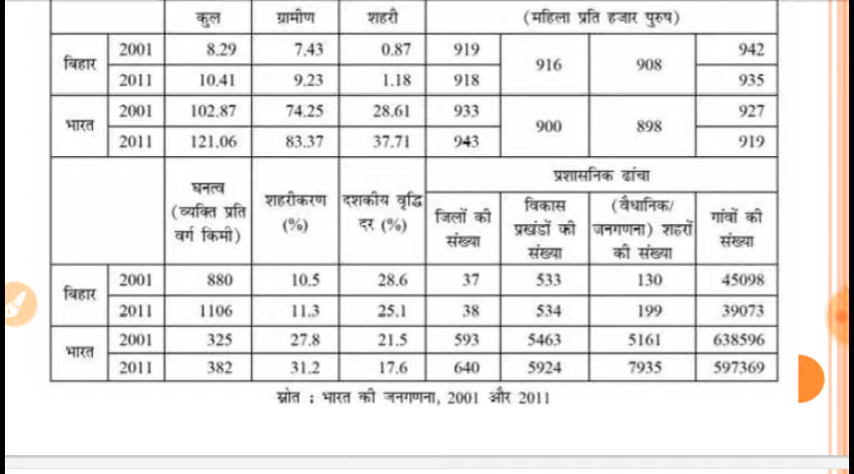 कुल ग्रामीण शहरी (महिला प्रति हजार पुरुष)
बिहार 2001 8.29 7.43 0.87 919 916 908 942
2011 10.41 9.23 1.18 918 935
भारत 2001 102.87 74.25 28.61 933 900 898 927
2011 121.06 83.37 37.71 943 919
घनत्व (व्यक्ति प्रति वर्ग किमी) शहरीकरण (%) दशकीय वृद्धि दर (%) प्रशासनिक ढांचा
जिलों की संख्या विकास प्रखंडों की संख्या (वैधानिक/ जनगणना) शहरों की संख्या गांवों की संख्या
बिहार 2001 880 10.5 28.6 37 533 130 45098
2011 1106 11.3 25.1 38 534 199 39073
भारत 2001 325 27.8 21.5 593 5463 5161 638596
2011 382 31.2 17.6 640 5924 7935 597369
स्रोत : भारत की जनगणना, 2001 और 2011